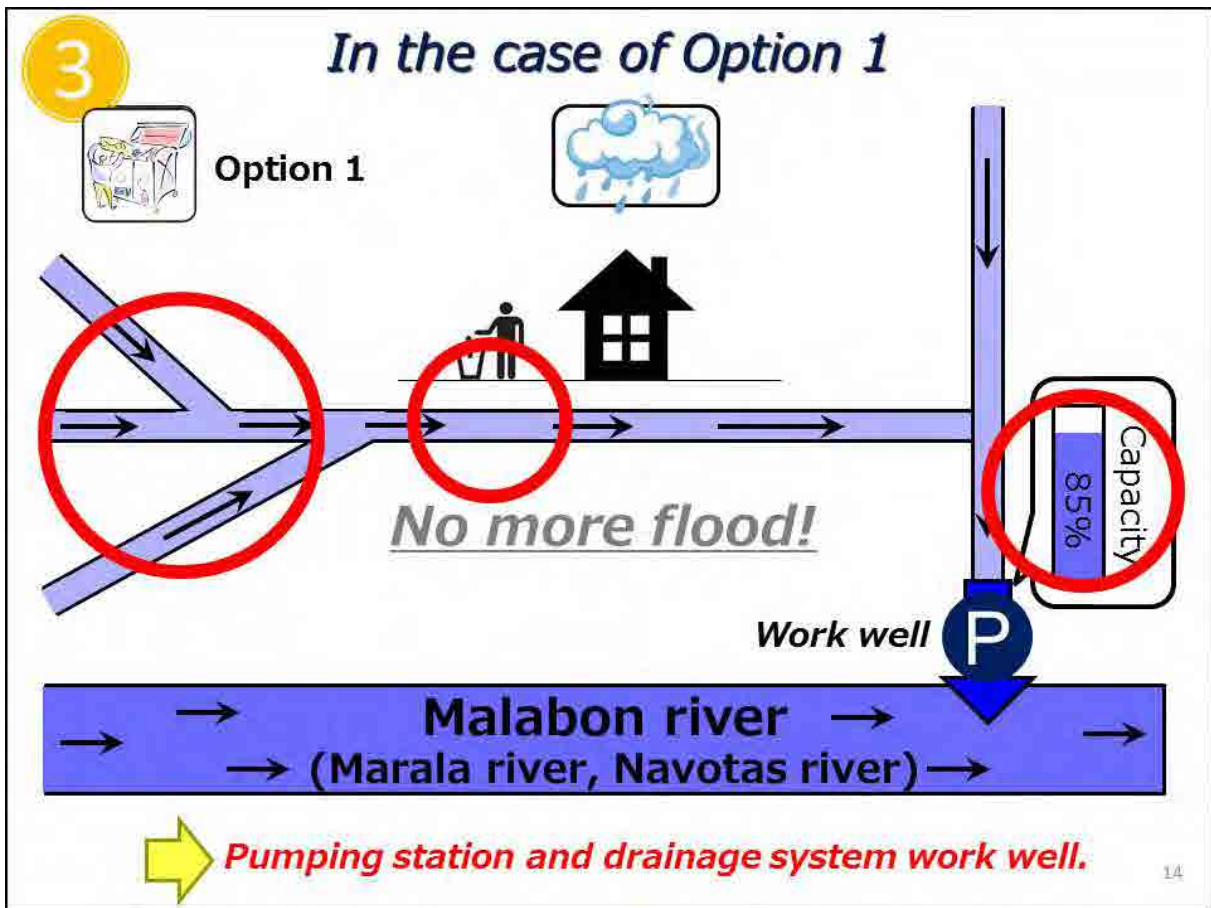 3
In the case of Option 1
Option 1
Capacity
85%
No more flood!
Work well
P
Malabon river
(Marala river, Navotas river)
Pumping station and drainage system work well.
14